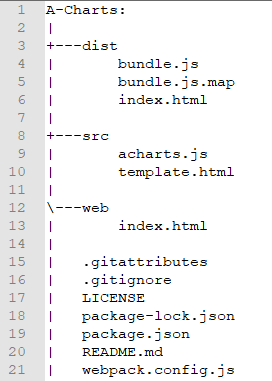 1 A-Charts:
2 |
3 +---dist
4 |       bundle.js
5 |       bundle.js.map
6 |       index.html
7 |
8 +---src
9 |       acharts.js
10 |       template.html
11 |
12 \---web
13 |       index.html
14 |
15 |   .gitattributes
16 |   .gitignore
17 |   LICENSE
18 |   package-lock.json
19 |   package.json
20 |   README.md
21 |   webpack.config.js